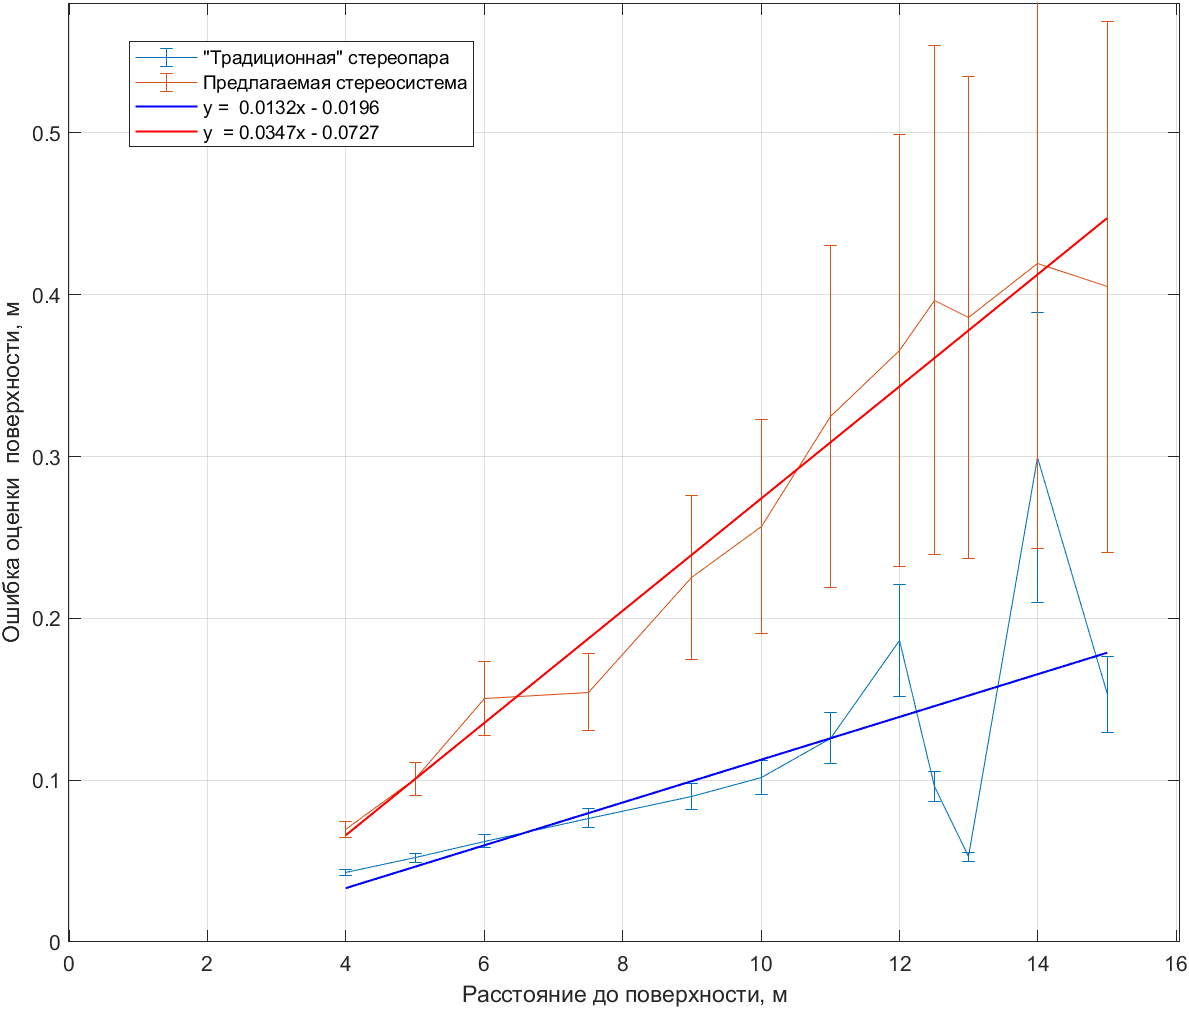 "Традиционная" стереопара
Предлагаемая стереосистема
y = 0.0132x - 0.0196
y = 0.0347x - 0.0727
0.5
0.4
0.3
0.2
0.1
0
Ошибка оценки поверхности, м
0 2 4 6 8 10 12 14 16
Расстояние до поверхности, м